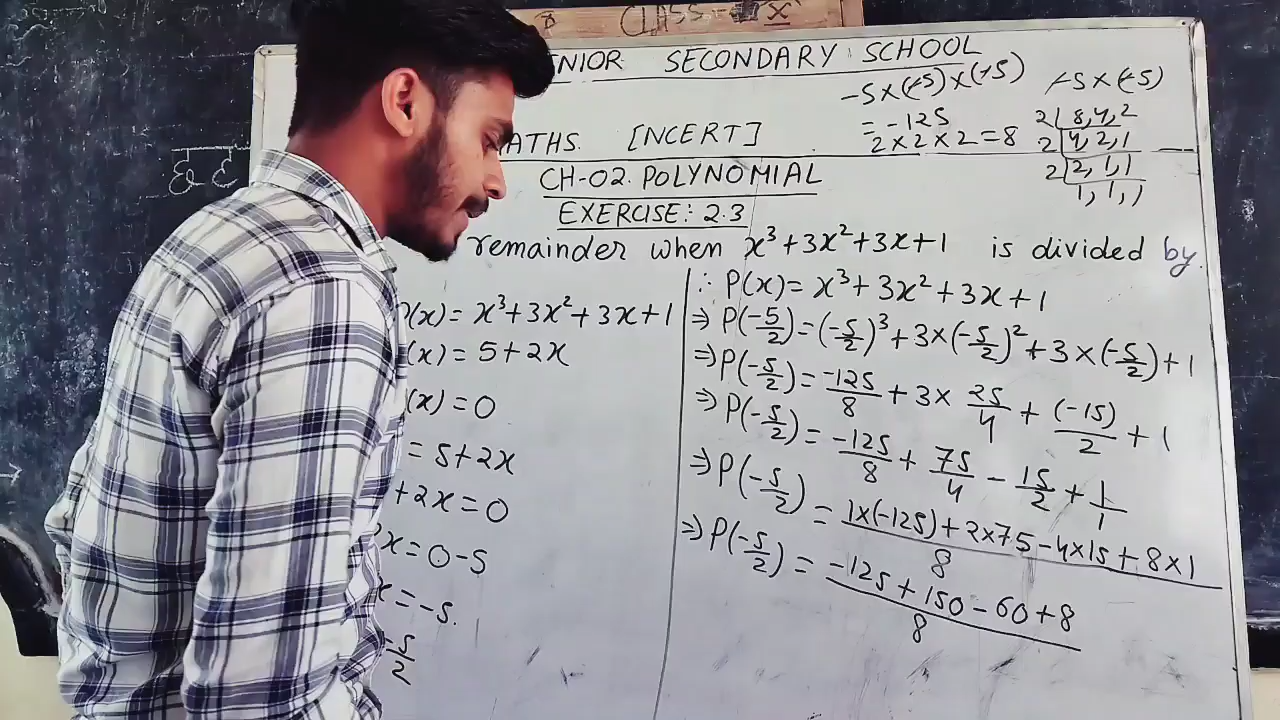 CLASS- X
NIOR SECONDARY SCHOOL
MATHS. [NCERT]
-5×(-5)×(-5)
= -125
2×2×2=8
-5×(-5)
2 | 8,4,2
2 | 4,2,1
2 | 2,1,1
1,1,1
CH-02. POLYNOMIAL
EXERCISE: 2.3
remainder when x³+3x²+3x+1 is divided by.
P(x)= x³+3x²+3x+1
(x) = 5+2x
(x) = 0
= 5+2x
+2x=0
2x=0-5
x=-5.
-5/2
∴ P(x)= x³+3x²+3x+1
⇒ P(-5/2)=(-5/2)³+3×(-5/2)²+3×(-5/2)+1
⇒ P(-5/2)= -125/8 + 3× 25/4 + (-15)/2 + 1
⇒ P(-5/2)= -125/8 + 75/4 - 15/2 + 1/1
⇒ P(-5/2) = 1×(-125)+2×75-4×15+8×1/8
⇒ P(-5/2) = -125+150-60+8/8